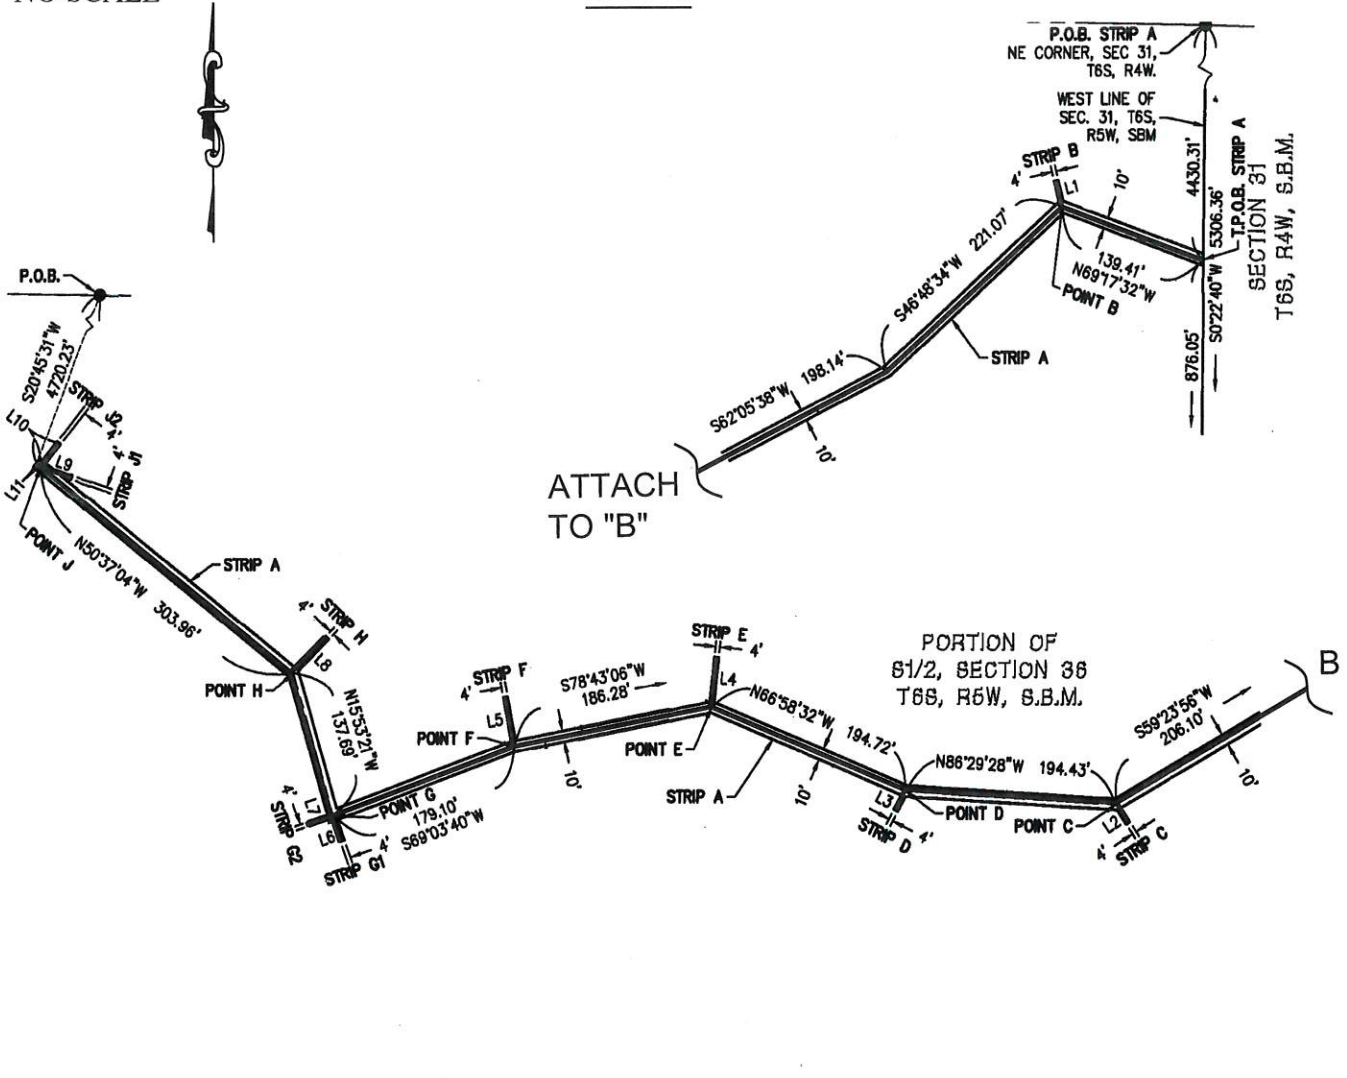 P.O.B. STRIP A
NE CORNER, SEC 31,
T6S, R4W.
WEST LINE OF
SEC. 31, T6S,
R5W, SBM
4430.31'
5306.36'
S0°22'40"W
T.P.O.B. STRIP A
SECTION 31
T6S, R4W, S.B.M.
876.05'
STRIP B
4'
L1
10'
139.41'
N69°17'32"W
POINT B
S46°48'34"W 221.07'
STRIP A
S62°05'38"W 198.14'
10'
ATTACH
TO "B"
P.O.B.
S20°45'31"W
4720.23'
STRIP J2
4'
L10
L9
4'
STRIP J1
L11
POINT J
N50°37'04"W 303.96'
STRIP A
STRIP H
4'
L8
POINT H
N15°53'21"W
137.69'
STRIP F
4'
L5
POINT F
S78°43'06"W
186.28'
10'
STRIP E
4'
L4
POINT E
N66°58'32"W 194.72'
STRIP A
10'
PORTION OF
S1/2, SECTION 36
T6S, R5W, S.B.M.
B
S59°23'56"W
206.10'
10'
N86°29'28"W 194.43'
L3
POINT D
STRIP D
4'
POINT C
L2
4'
STRIP C
POINT G
179.10'
S69°03'40"W
4'
L7
STRIP G2
L6
4'
STRIP G1